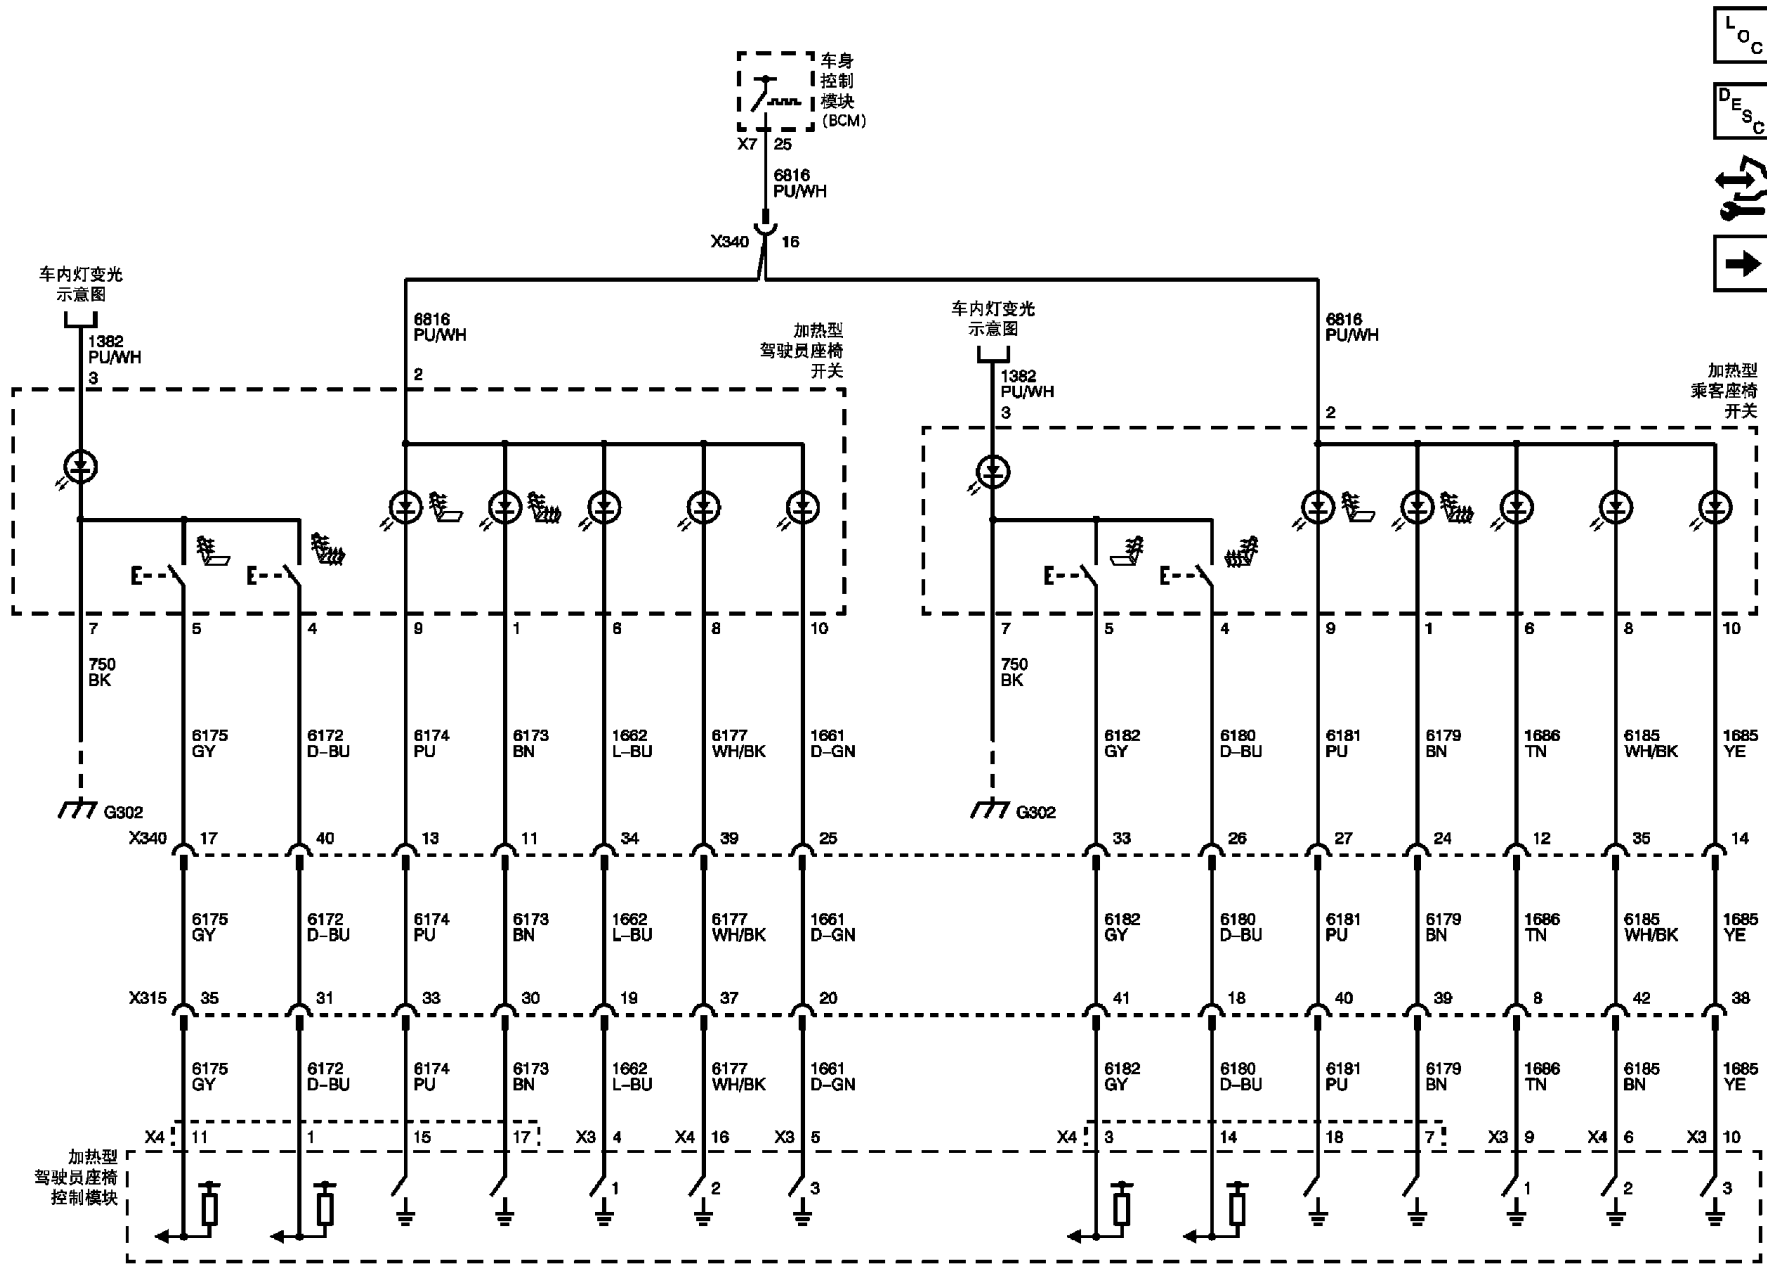 LOC
DESC
车身
控制
模块
(BCM)
X7 25
6816
PU/WH
X340 16
车内灯变光
示意图
1382
PU/WH
3
6816
PU/WH
2
加热型
驾驶员座椅
开关
车内灯变光
示意图
1382
PU/WH
3
6816
PU/WH
2
加热型
乘客座椅
开关
7 5 4 9 1 6 8 10 7 5 4 9 1 6 8 10
750
BK
750
BK
6175 6172 6174 6173 1662 6177 1661 6182 6180 6181 6179 1686 6185 1685
GY D-BU PU BN L-BU WH/BK D-GN GY D-BU PU BN TN WH/BK YE
G302 G302
X340 17 40 13 11 34 39 25 33 26 27 24 12 35 14
6175 6172 6174 6173 1662 6177 1661 6182 6180 6181 6179 1686 6185 1685
GY D-BU PU BN L-BU WH/BK D-GN GY D-BU PU BN TN WH/BK YE
X315 35 31 33 30 19 37 20 41 18 40 39 8 42 38
6175 6172 6174 6173 1662 6177 1661 6182 6180 6181 6179 1686 6185 1685
GY D-BU PU BN L-BU WH/BK D-GN GY D-BU PU BN TN BN YE
X4 11 1 15 17 X3 4 X4 16 X3 5 X4 3 14 18 7 X3 9 X4 6 X3 10
加热型
驾驶员座椅
控制模块
1 2 3 1 2 3